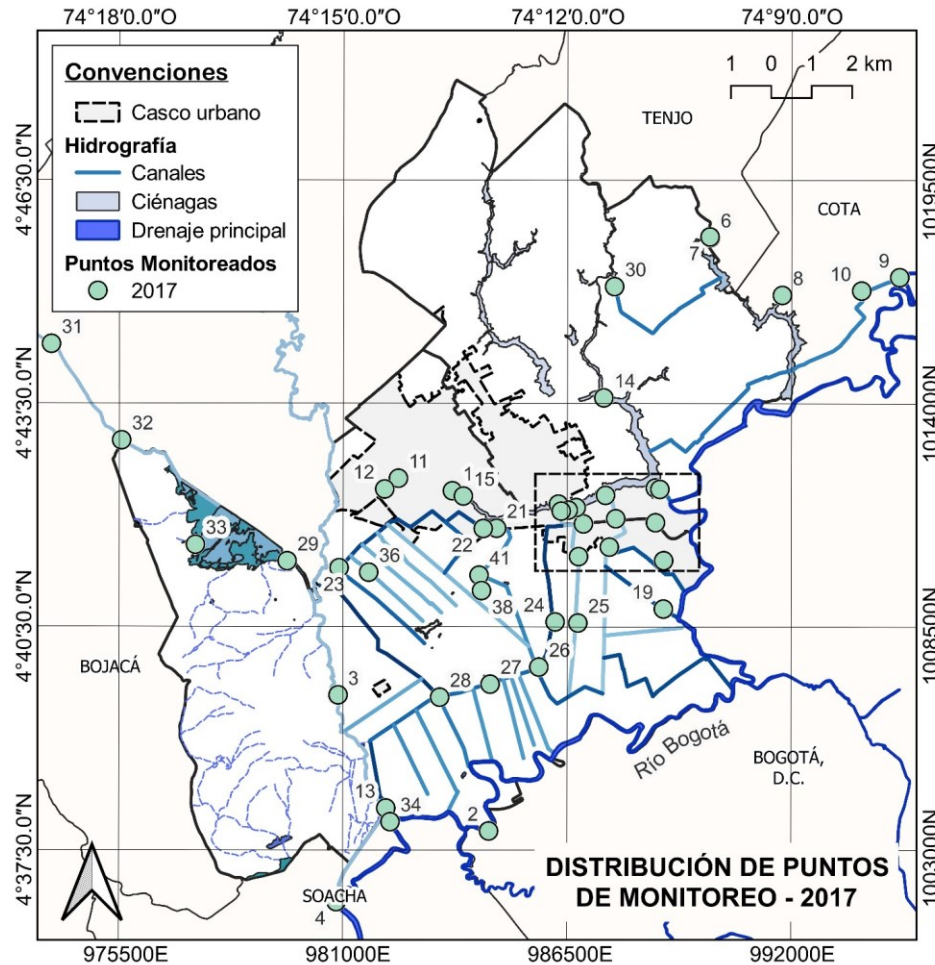 74°18'0.0"W 74°15'0.0"W 74°12'0.0"W 74°9'0.0"W
Convenciones
Casco urbano
Hidrografía
Canales
Ciénagas
Drenaje principal
Puntos Monitoreados
2017
1 0 1 2 km
TENJO
COTA
4°46'30.0"N
1019500N
6
7
30
8
10
9
31
14
4°43'30.0"N
1014000N
32
12
11
1
15
21
22
33
29
23
36
41
38
24
25
19
4°40'30.0"N
1008500N
BOJACÁ
3
28
27
26
Río Bogotá
BOGOTÁ,
D.C.
13
34
2
4°37'30.0"N
1003000N
DISTRIBUCIÓN DE PUNTOS
DE MONITOREO - 2017
SOACHA
4
975500E 981000E 986500E 992000E